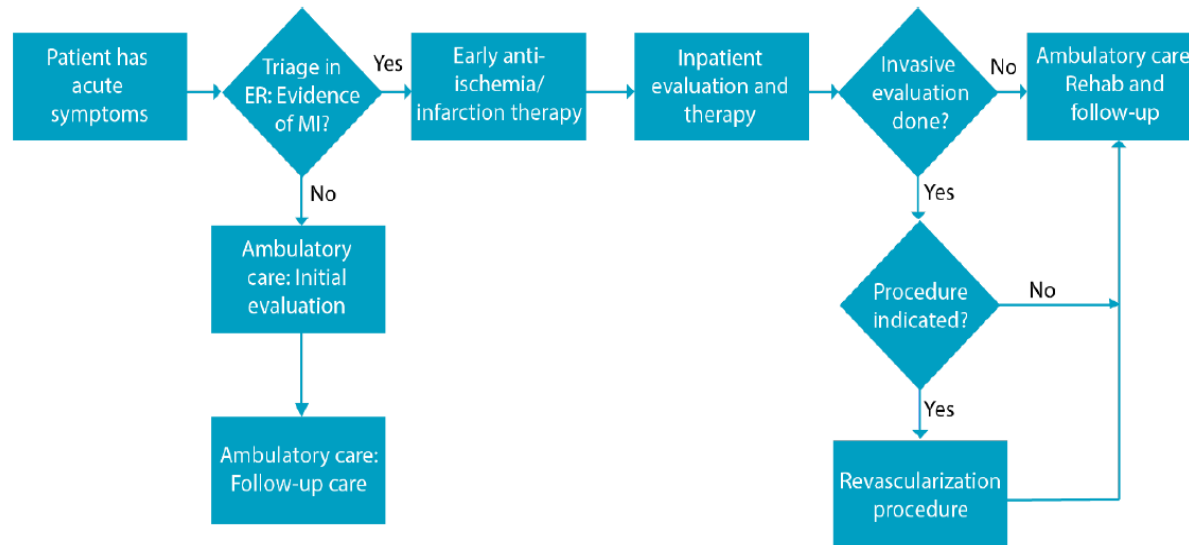 Patient has
acute
symptoms
Triage in
ER: Evidence
of MI?
Yes
Early anti-
ischemia/
infarction therapy
Inpatient
evaluation and
therapy
Invasive
evaluation
done?
No
Ambulatory care:
Rehab and
follow-up
No
Ambulatory
care: Initial
evaluation
Ambulatory care:
Follow-up care
Yes
Procedure
indicated?
No
Yes
Revascularization
procedure